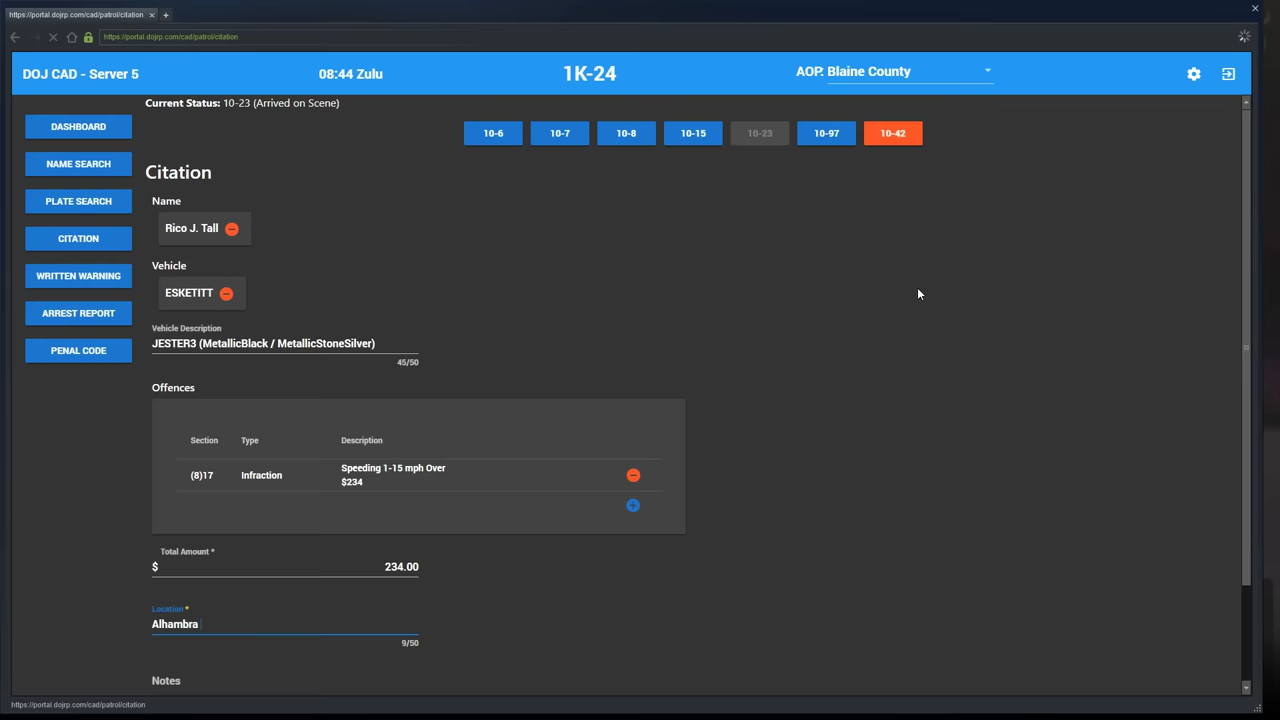 https://portal.dojrp.com/cad/patrol/citation
https://portal.dojrp.com/cad/patrol/citation
DOJ CAD - Server 5
08:44 Zulu
1K-24
AOP: Blaine County
Current Status: 10-23 (Arrived on Scene)
DASHBOARD
NAME SEARCH
PLATE SEARCH
CITATION
WRITTEN WARNING
ARREST REPORT
PENAL CODE
10-6
10-7
10-8
10-15
10-23
10-97
10-42
Citation
Name
Rico J. Tall
Vehicle
ESKETITT
Vehicle Description
JESTER3 (MetallicBlack / MetallicStoneSilver)
45/50
Offences
Section Type Description
(8)17 Infraction Speeding 1-15 mph Over
$234
Total Amount *
$ 234.00
Location *
Alhambra
9/50
Notes
https://portal.dojrp.com/cad/patrol/citation